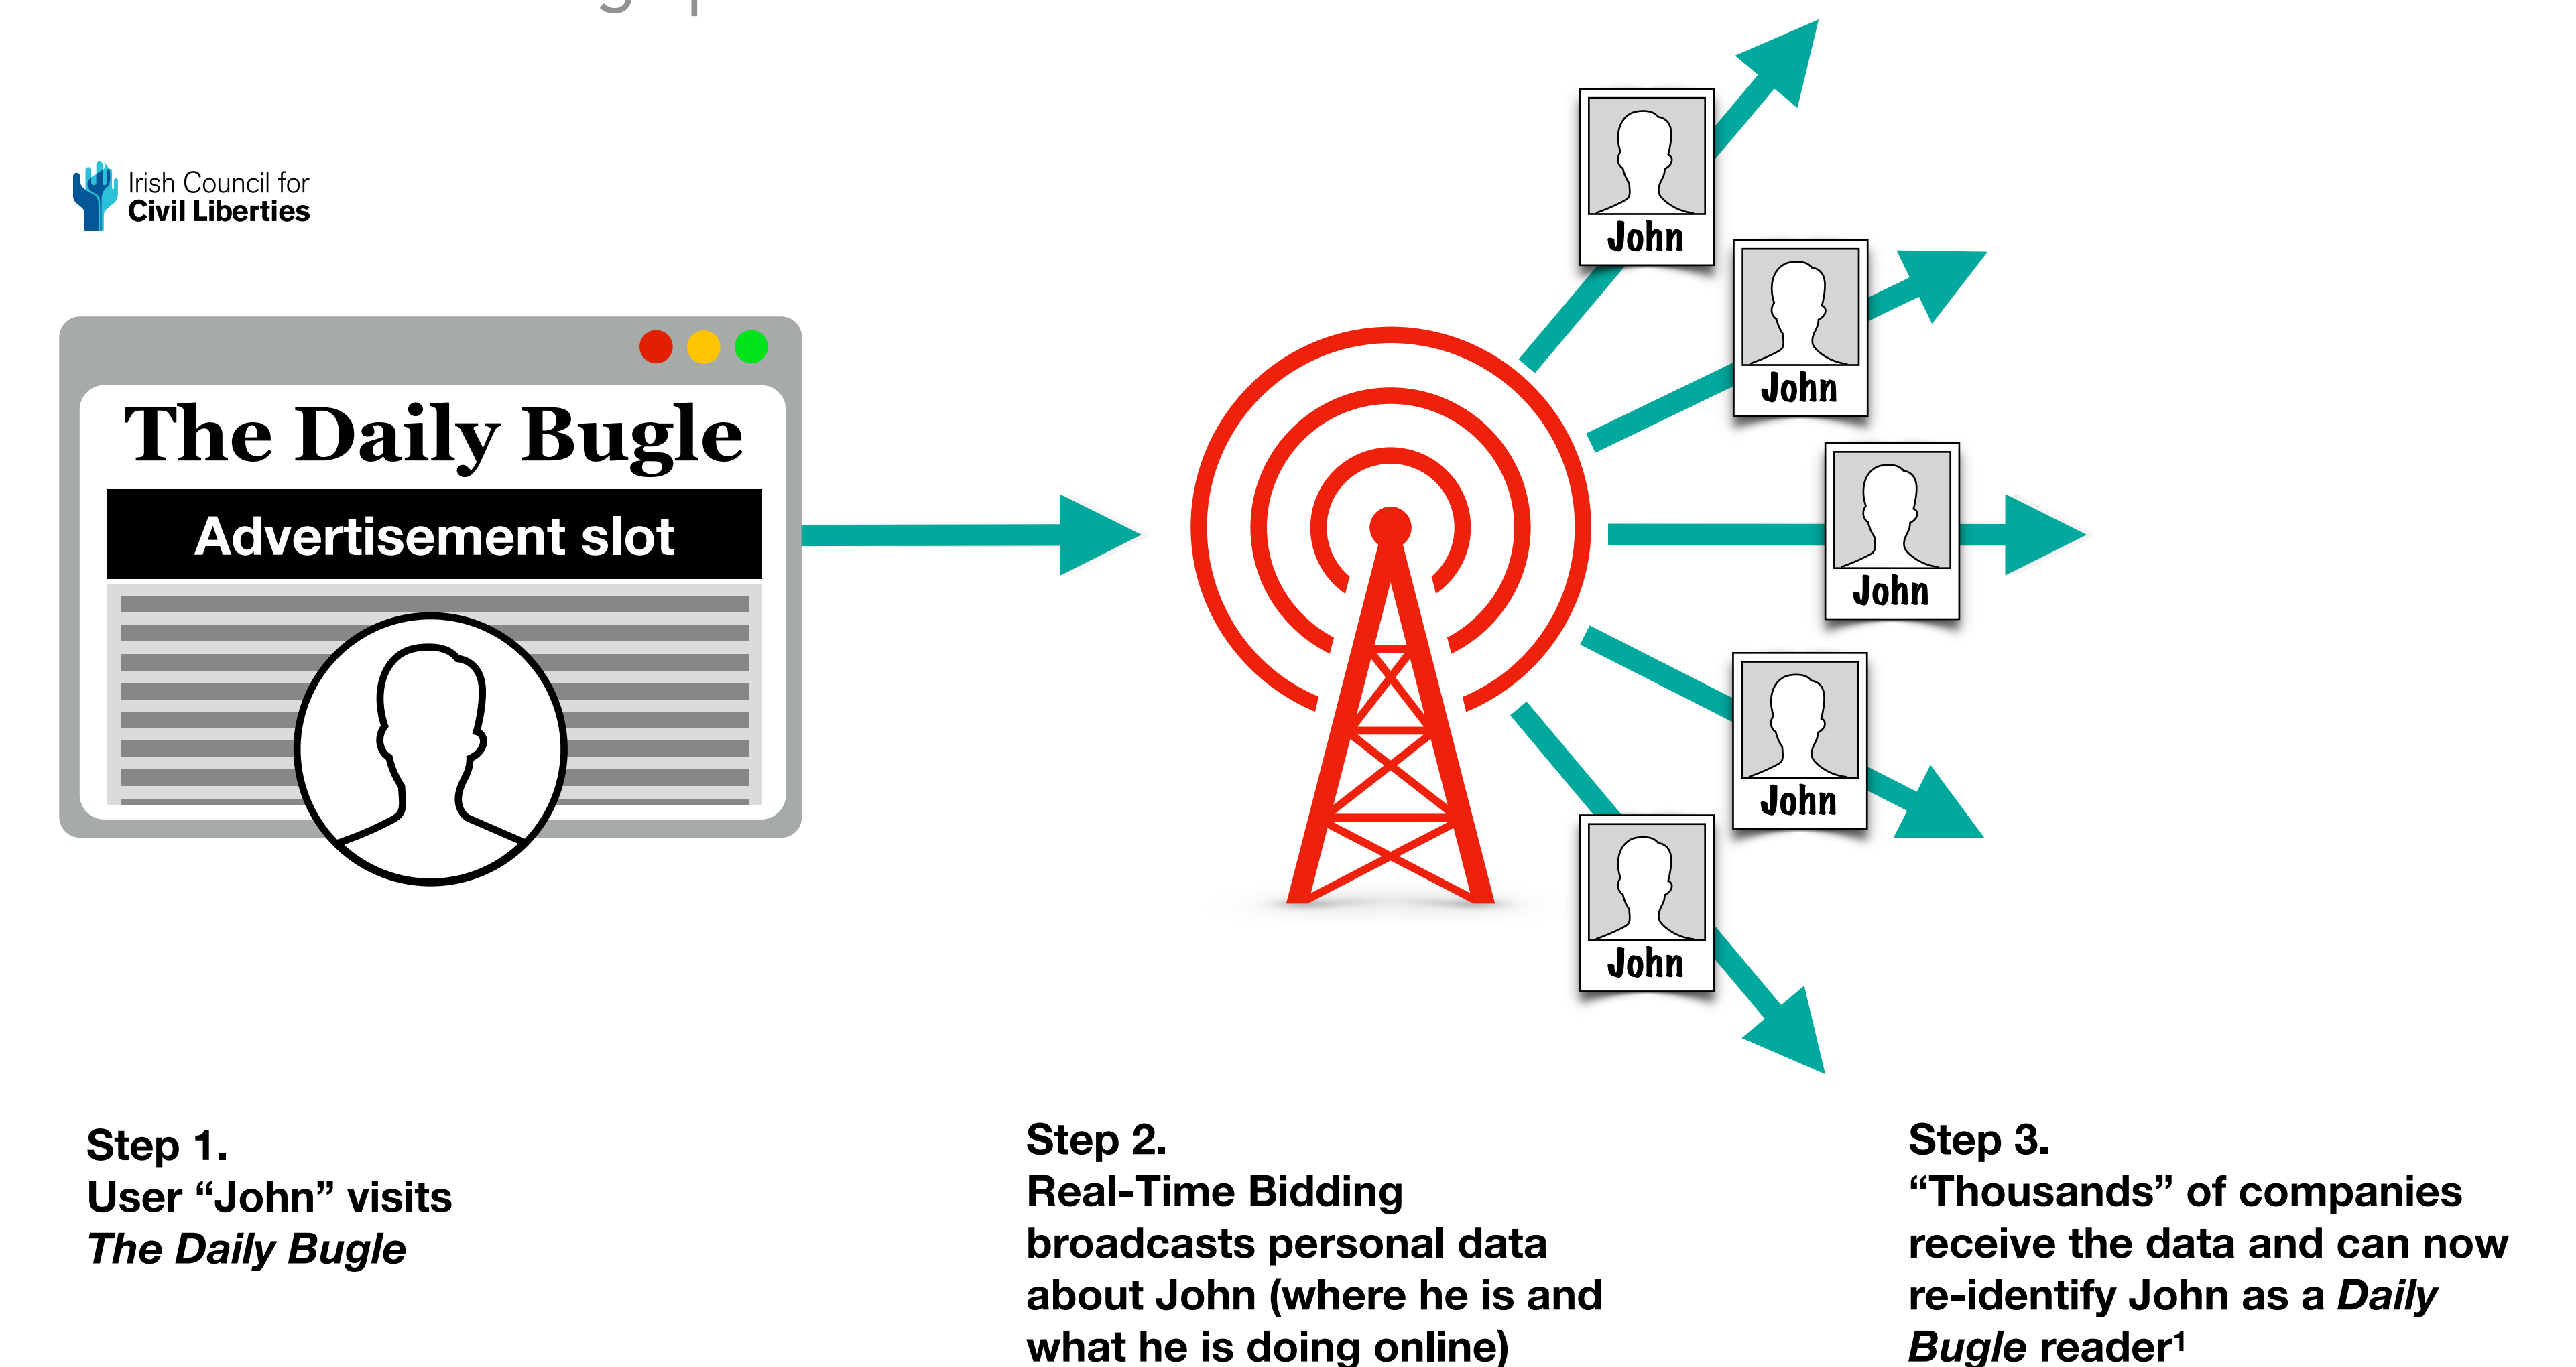 Irish Council for
Civil Liberties
The Daily Bugle
Advertisement slot
John
John
John
John
John
Step 1.
User “John” visits
The Daily Bugle
Step 2.
Real-Time Bidding
broadcasts personal data
about John (where he is and
what he is doing online)
Step 3.
“Thousands” of companies
receive the data and can now
re-identify John as a Daily
Bugle reader¹